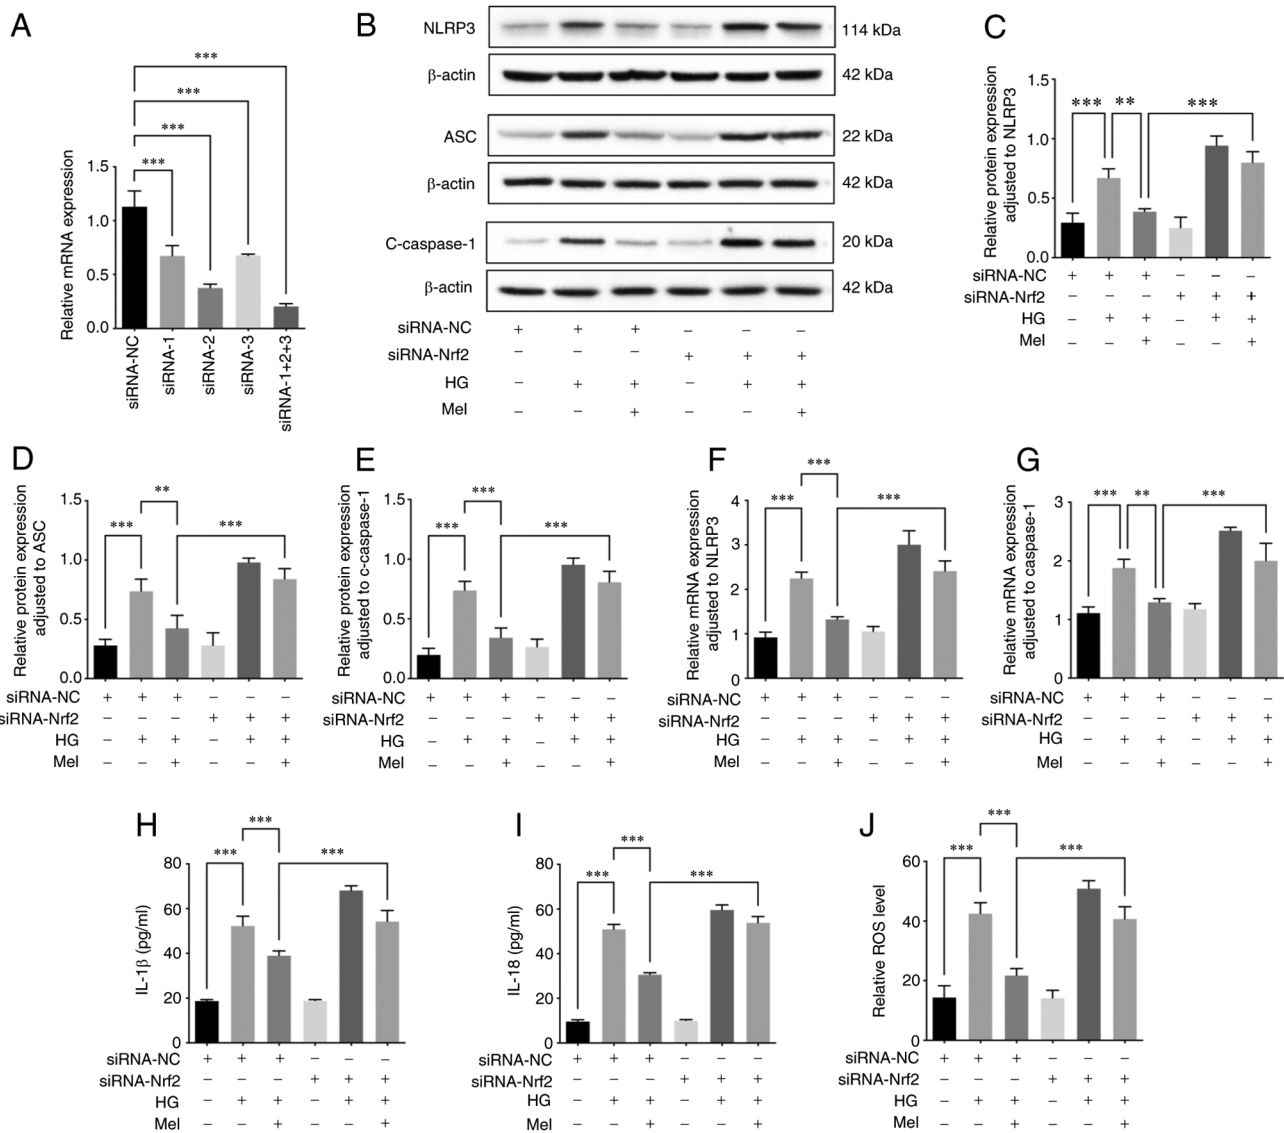 A
***
***
***
***
Relative mRNA expression
1.5
1.0
0.5
0.0
siRNA-NC
siRNA-1
siRNA-2
siRNA-3
siRNA-1+2+3
B
NLRP3 114 kDa
β-actin 42 kDa
ASC 22 kDa
β-actin 42 kDa
C-caspase-1 20 kDa
β-actin 42 kDa
siRNA-NC + + + – – –
siRNA-Nrf2 – – – + + +
HG – + + – + +
Mel – – + – – +
C
Relative protein expression
adjusted to NLRP3
1.5
1.0
0.5
0.0
*** ** ***
siRNA-NC + + + – – –
siRNA-Nrf2 – – – + + +
HG – + + – + +
Mel – – + – – +
D
Relative protein expression
adjusted to ASC
1.5
1.0
0.5
0.0
**
*** ***
siRNA-NC + + + – – –
siRNA-Nrf2 – – – + + +
HG – + + – + +
Mel – – + – – +
E
Relative protein expression
adjusted to c-caspase-1
1.5
1.0
0.5
0.0
***
*** ***
siRNA-NC + + + – – –
siRNA-Nrf2 – – – + + +
HG – + + – + +
Mel – – + – – +
F
Relative mRNA expression
adjusted to NLRP3
4
3
2
1
0
***
*** ***
siRNA-NC + + + – – –
siRNA-Nrf2 – – – + + +
HG – + + – + +
Mel – – + – – +
G
Relative mRNA expression
adjusted to caspase-1
3
2
1
0
*** ** ***
siRNA-NC + + + – – –
siRNA-Nrf2 – – – + + +
HG – + + – + +
Mel – – + – – +
H
IL-1β (pg/ml)
80
60
40
20
0
***
*** ***
siRNA-NC + + + – – –
siRNA-Nrf2 – – – + + +
HG – + + – + +
Mel – – + – – +
I
IL-18 (pg/ml)
80
60
40
20
0
***
*** ***
siRNA-NC + + + – – –
siRNA-Nrf2 – – – + + +
HG – + + – + +
Mel – – + – – +
J
Relative ROS level
60
40
20
0
***
*** ***
siRNA-NC + + + – – –
siRNA-Nrf2 – – – + + +
HG – + + – + +
Mel – – + – – +